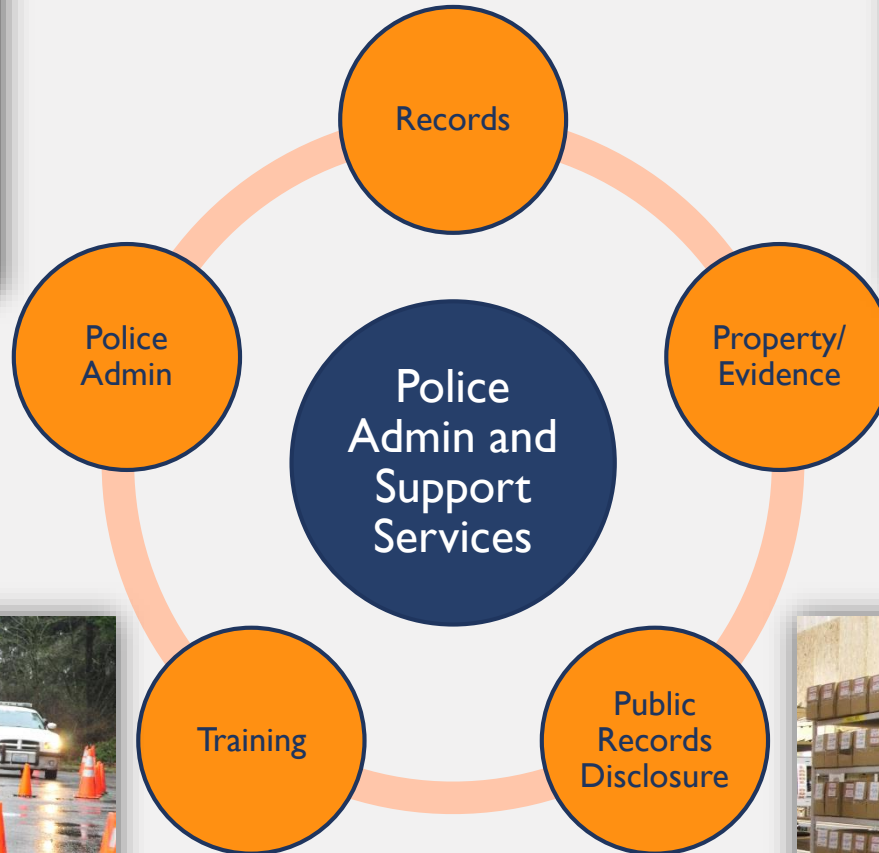 Records
Police
Admin
Property/
Evidence
Police
Admin and
Support
Services
Training
Public
Records
Disclosure